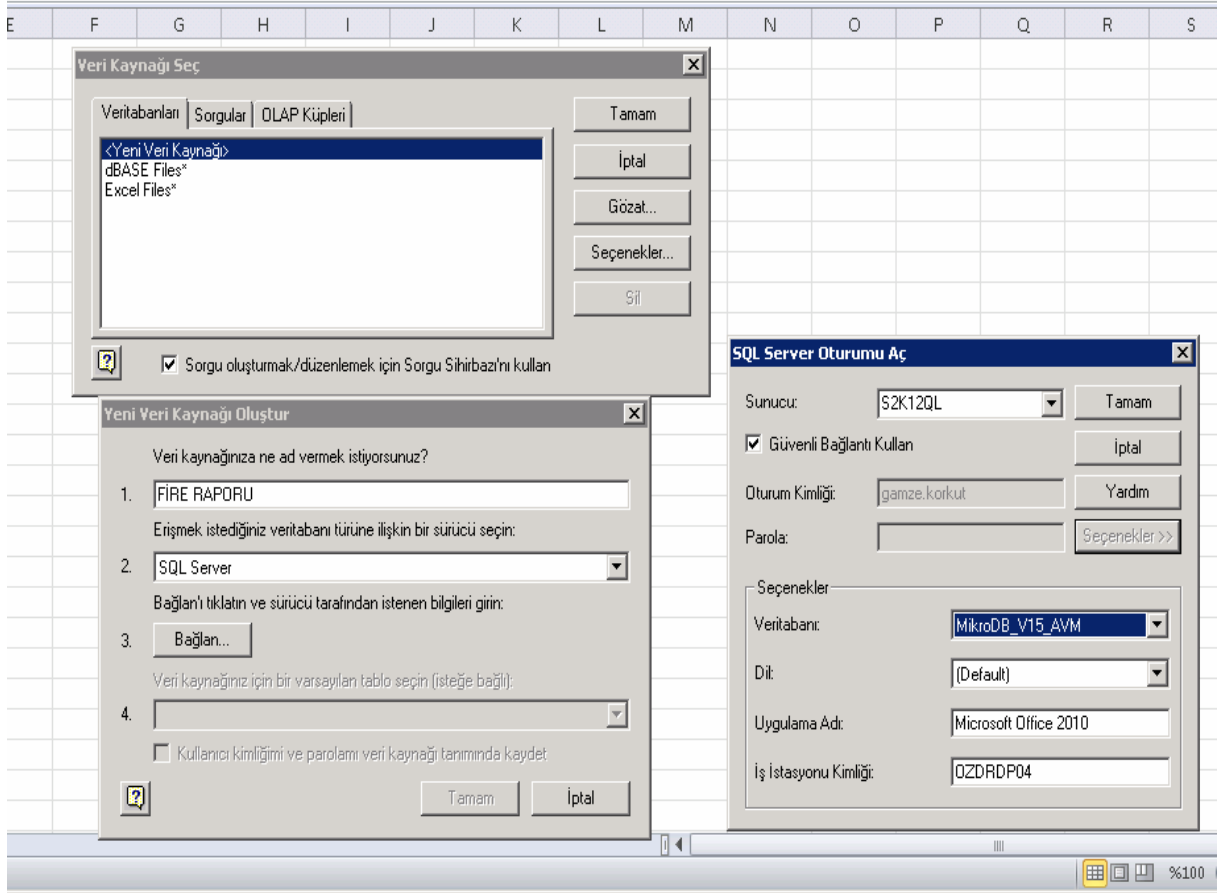 E F G H I J K L M N O P Q R S
Veri Kaynağı Seç
Veritabanları Sorgular OLAP Küpleri
<Yeni Veri Kaynağı>
dBASE Files*
Excel Files*
Tamam
İptal
Gözat...
Seçenekler...
Sil
Sorgu oluşturmak/düzenlemek için Sorgu Sihirbazı'nı kullan
Yeni Veri Kaynağı Oluştur
Veri kaynağınıza ne ad vermek istiyorsunuz?
1. FİRE RAPORU
Erişmek istediğiniz veritabanı türüne ilişkin bir sürücü seçin:
2. SQL Server
Bağlan'ı tıklatın ve sürücü tarafından istenen bilgileri girin:
3. Bağlan...
Veri kaynağınız için bir varsayılan tablo seçin (isteğe bağlı):
4.
Kullanıcı kimliğimi ve parolamı veri kaynağı tanımında kaydet
Tamam İptal
SQL Server Oturumu Aç
Sunucu: S2K12QL Tamam
Güvenli Bağlantı Kullan İptal
Oturum Kimliği: gamze.korkut Yardım
Parola: Seçenekler >>
Seçenekler
Veritabanı: MikroDB_V15_AVM
Dil: (Default)
Uygulama Adı: Microsoft Office 2010
İş İstasyonu Kimliği: OZDRDP04
%100